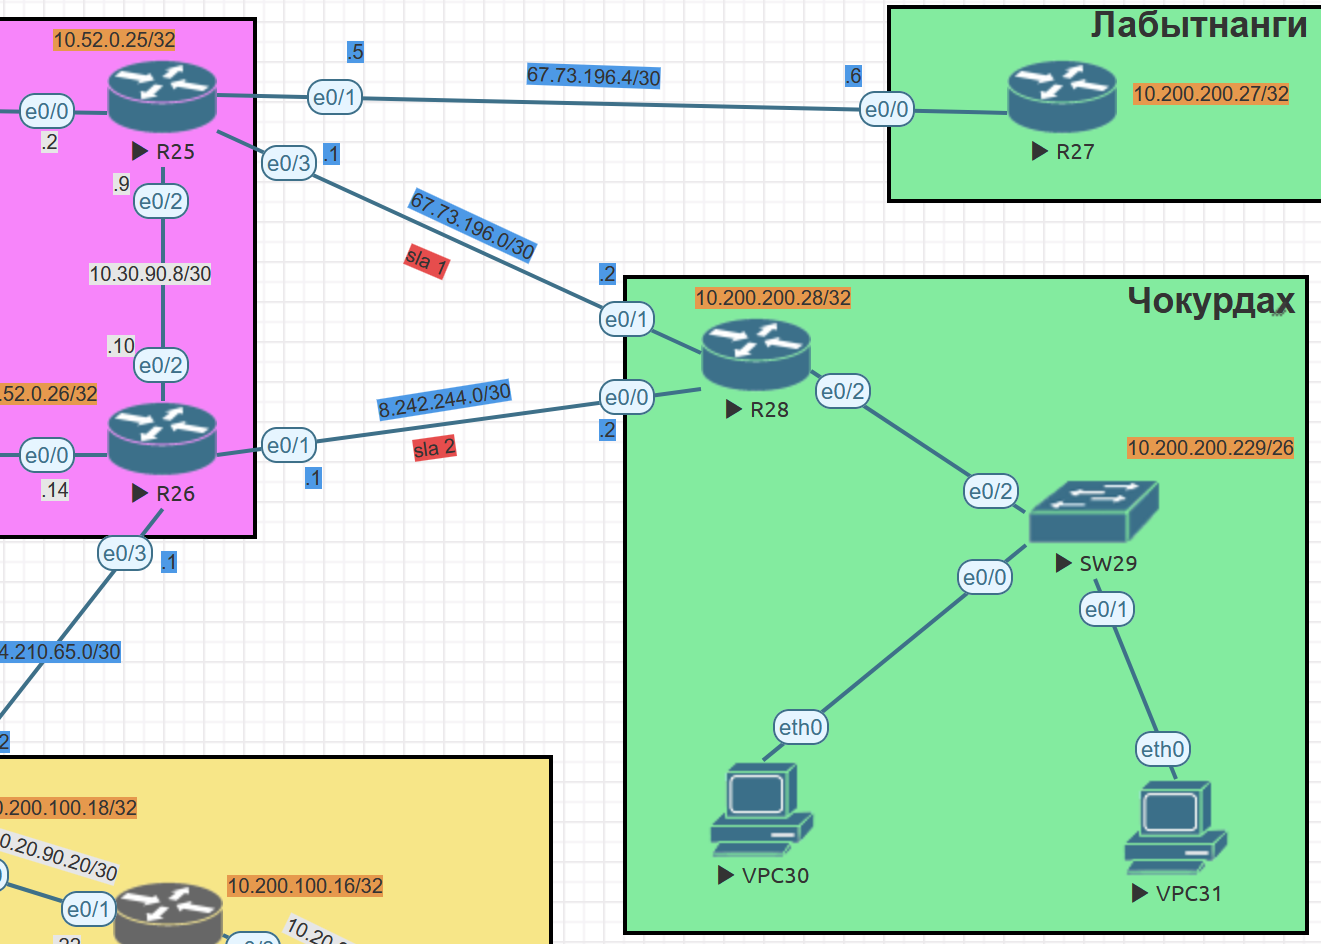 10.52.0.25/32
.5
67.73.196.4/30
.6
Лабытнанги
10.200.200.27/32
e0/0
e0/1
e0/0
.2
R25
e0/3
.1
R27
.9
e0/2
67.73.196.0/30
sla 1
10.30.90.8/30
.2
10.200.200.28/32
Чокурдах
e0/1
.10
e0/2
.52.0.26/32
8.242.244.0/30
e0/0
R28
e0/2
sla 2
.2
e0/0
e0/1
.14
R26
.1
10.200.200.229/26
e0/2
SW29
e0/3
.1
e0/0
e0/1
4.210.65.0/30
2
eth0
eth0
0.200.100.18/32
0.20.90.20/30
10.200.100.16/32
VPC30
VPC31
e0/1